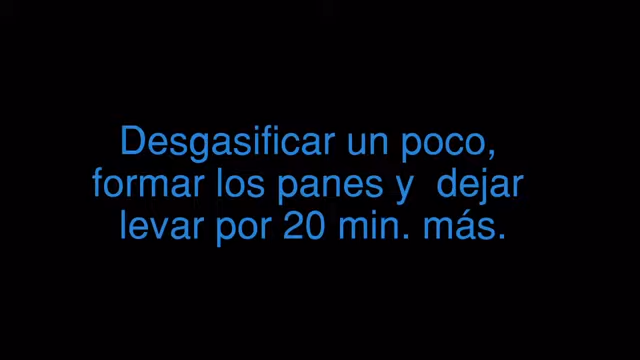 Desgasificar un poco,
formar los panes y  dejar
levar por 20 min. más.